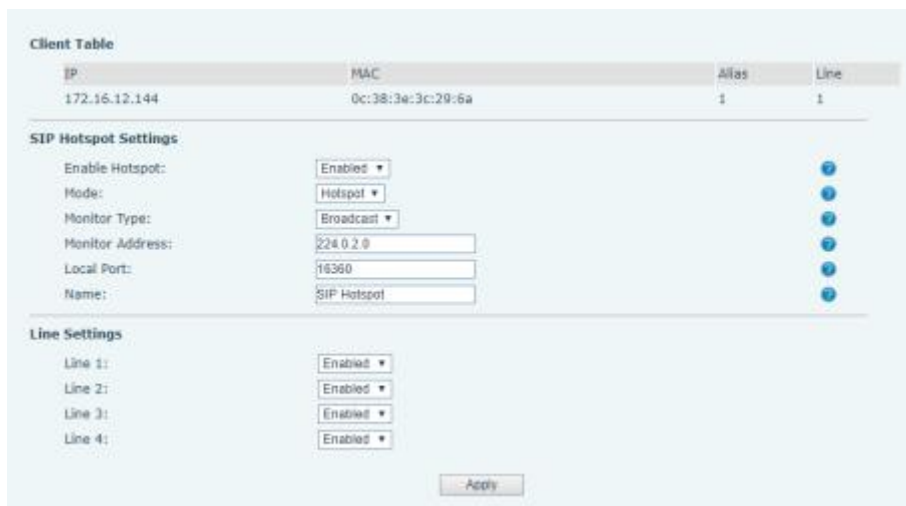 Client Table
IP MAC Alias Line
172.16.12.144 0c:38:3e:3c:29:6a 1 1
SIP Hotspot Settings
Enable Hotspot: Enabled
Mode: Hotspot
Monitor Type: Broadcast
Monitor Address: 224.0.2.0
Local Port: 16360
Name: SIP Hotspot
Line Settings
Line 1: Enabled
Line 2: Enabled
Line 3: Enabled
Line 4: Enabled
Apply